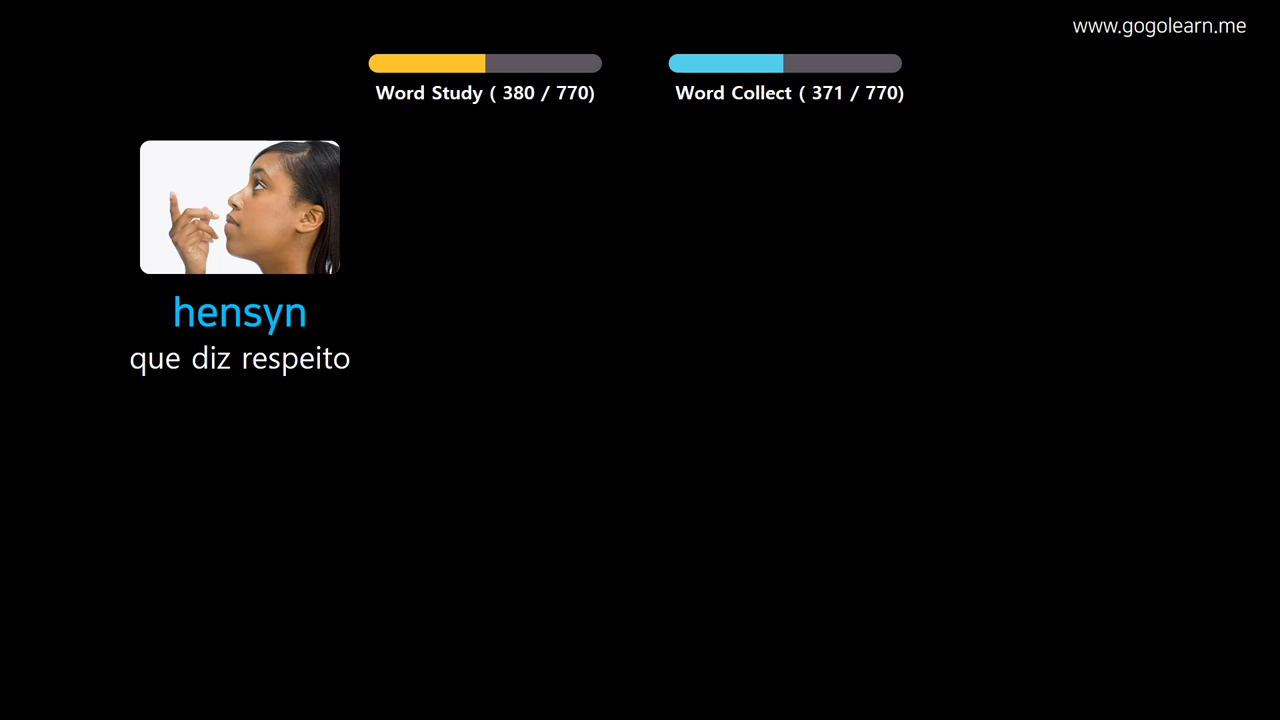 www.gogolearn.me
Word Study ( 380 / 770)
Word Collect ( 371 / 770)
hensyn
que diz respeito